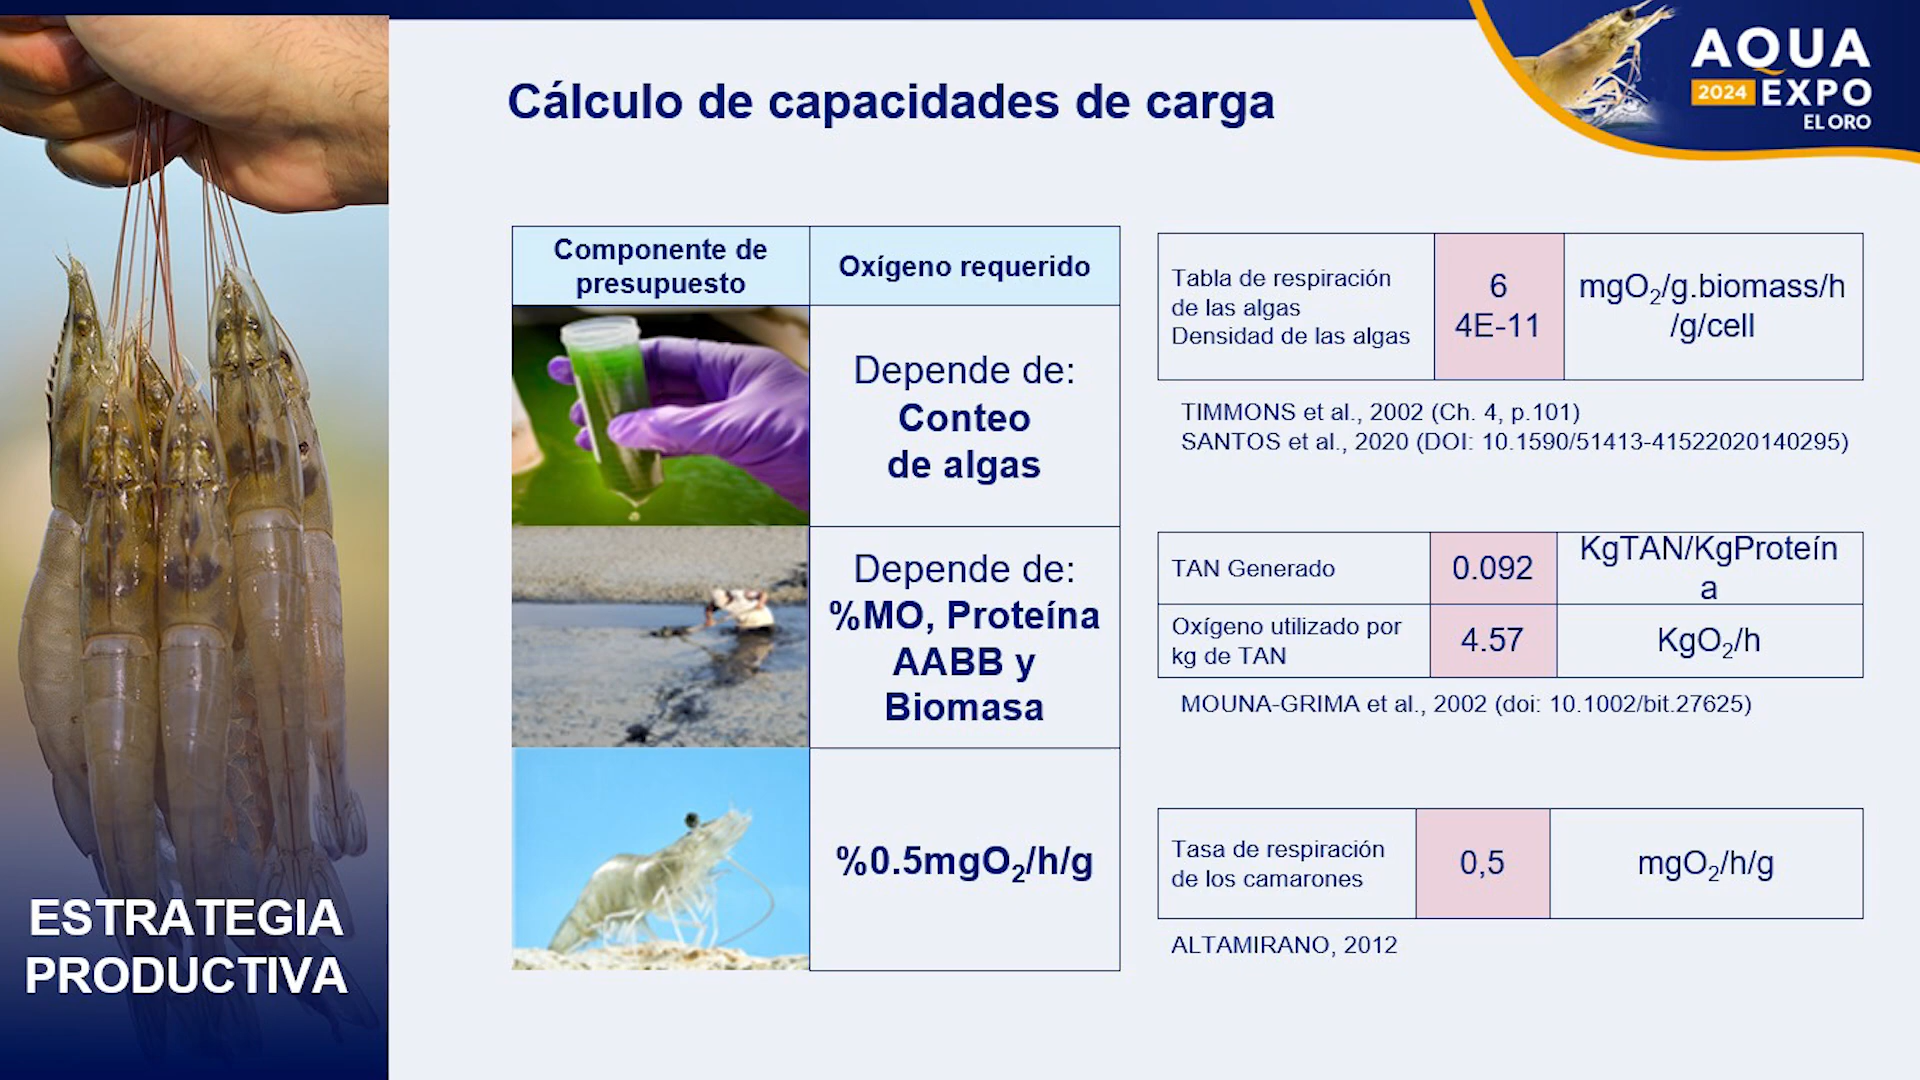 AQUA
2024 EXPO
EL ORO
Cálculo de capacidades de carga
Componente de
presupuesto
Oxígeno requerido
Depende de:
Conteo
de algas
Depende de:
%MO, Proteína
AABB y
Biomasa
%0.5mgO₂/h/g
Tabla de respiración
de las algas
Densidad de las algas
6
4E-11
mgO₂/g.biomass/h
/g/cell
TIMMONS et al., 2002 (Ch. 4, p.101)
SANTOS et al., 2020 (DOI: 10.1590/51413-41522020140295)
TAN Generado
0.092
KgTAN/KgProteín
a
Oxígeno utilizado por
kg de TAN
4.57
KgO₂/h
MOUNA-GRIMA et al., 2002 (doi: 10.1002/bit.27625)
Tasa de respiración
de los camarones
0,5
mgO₂/h/g
ALTAMIRANO, 2012
ESTRATEGIA
PRODUCTIVA